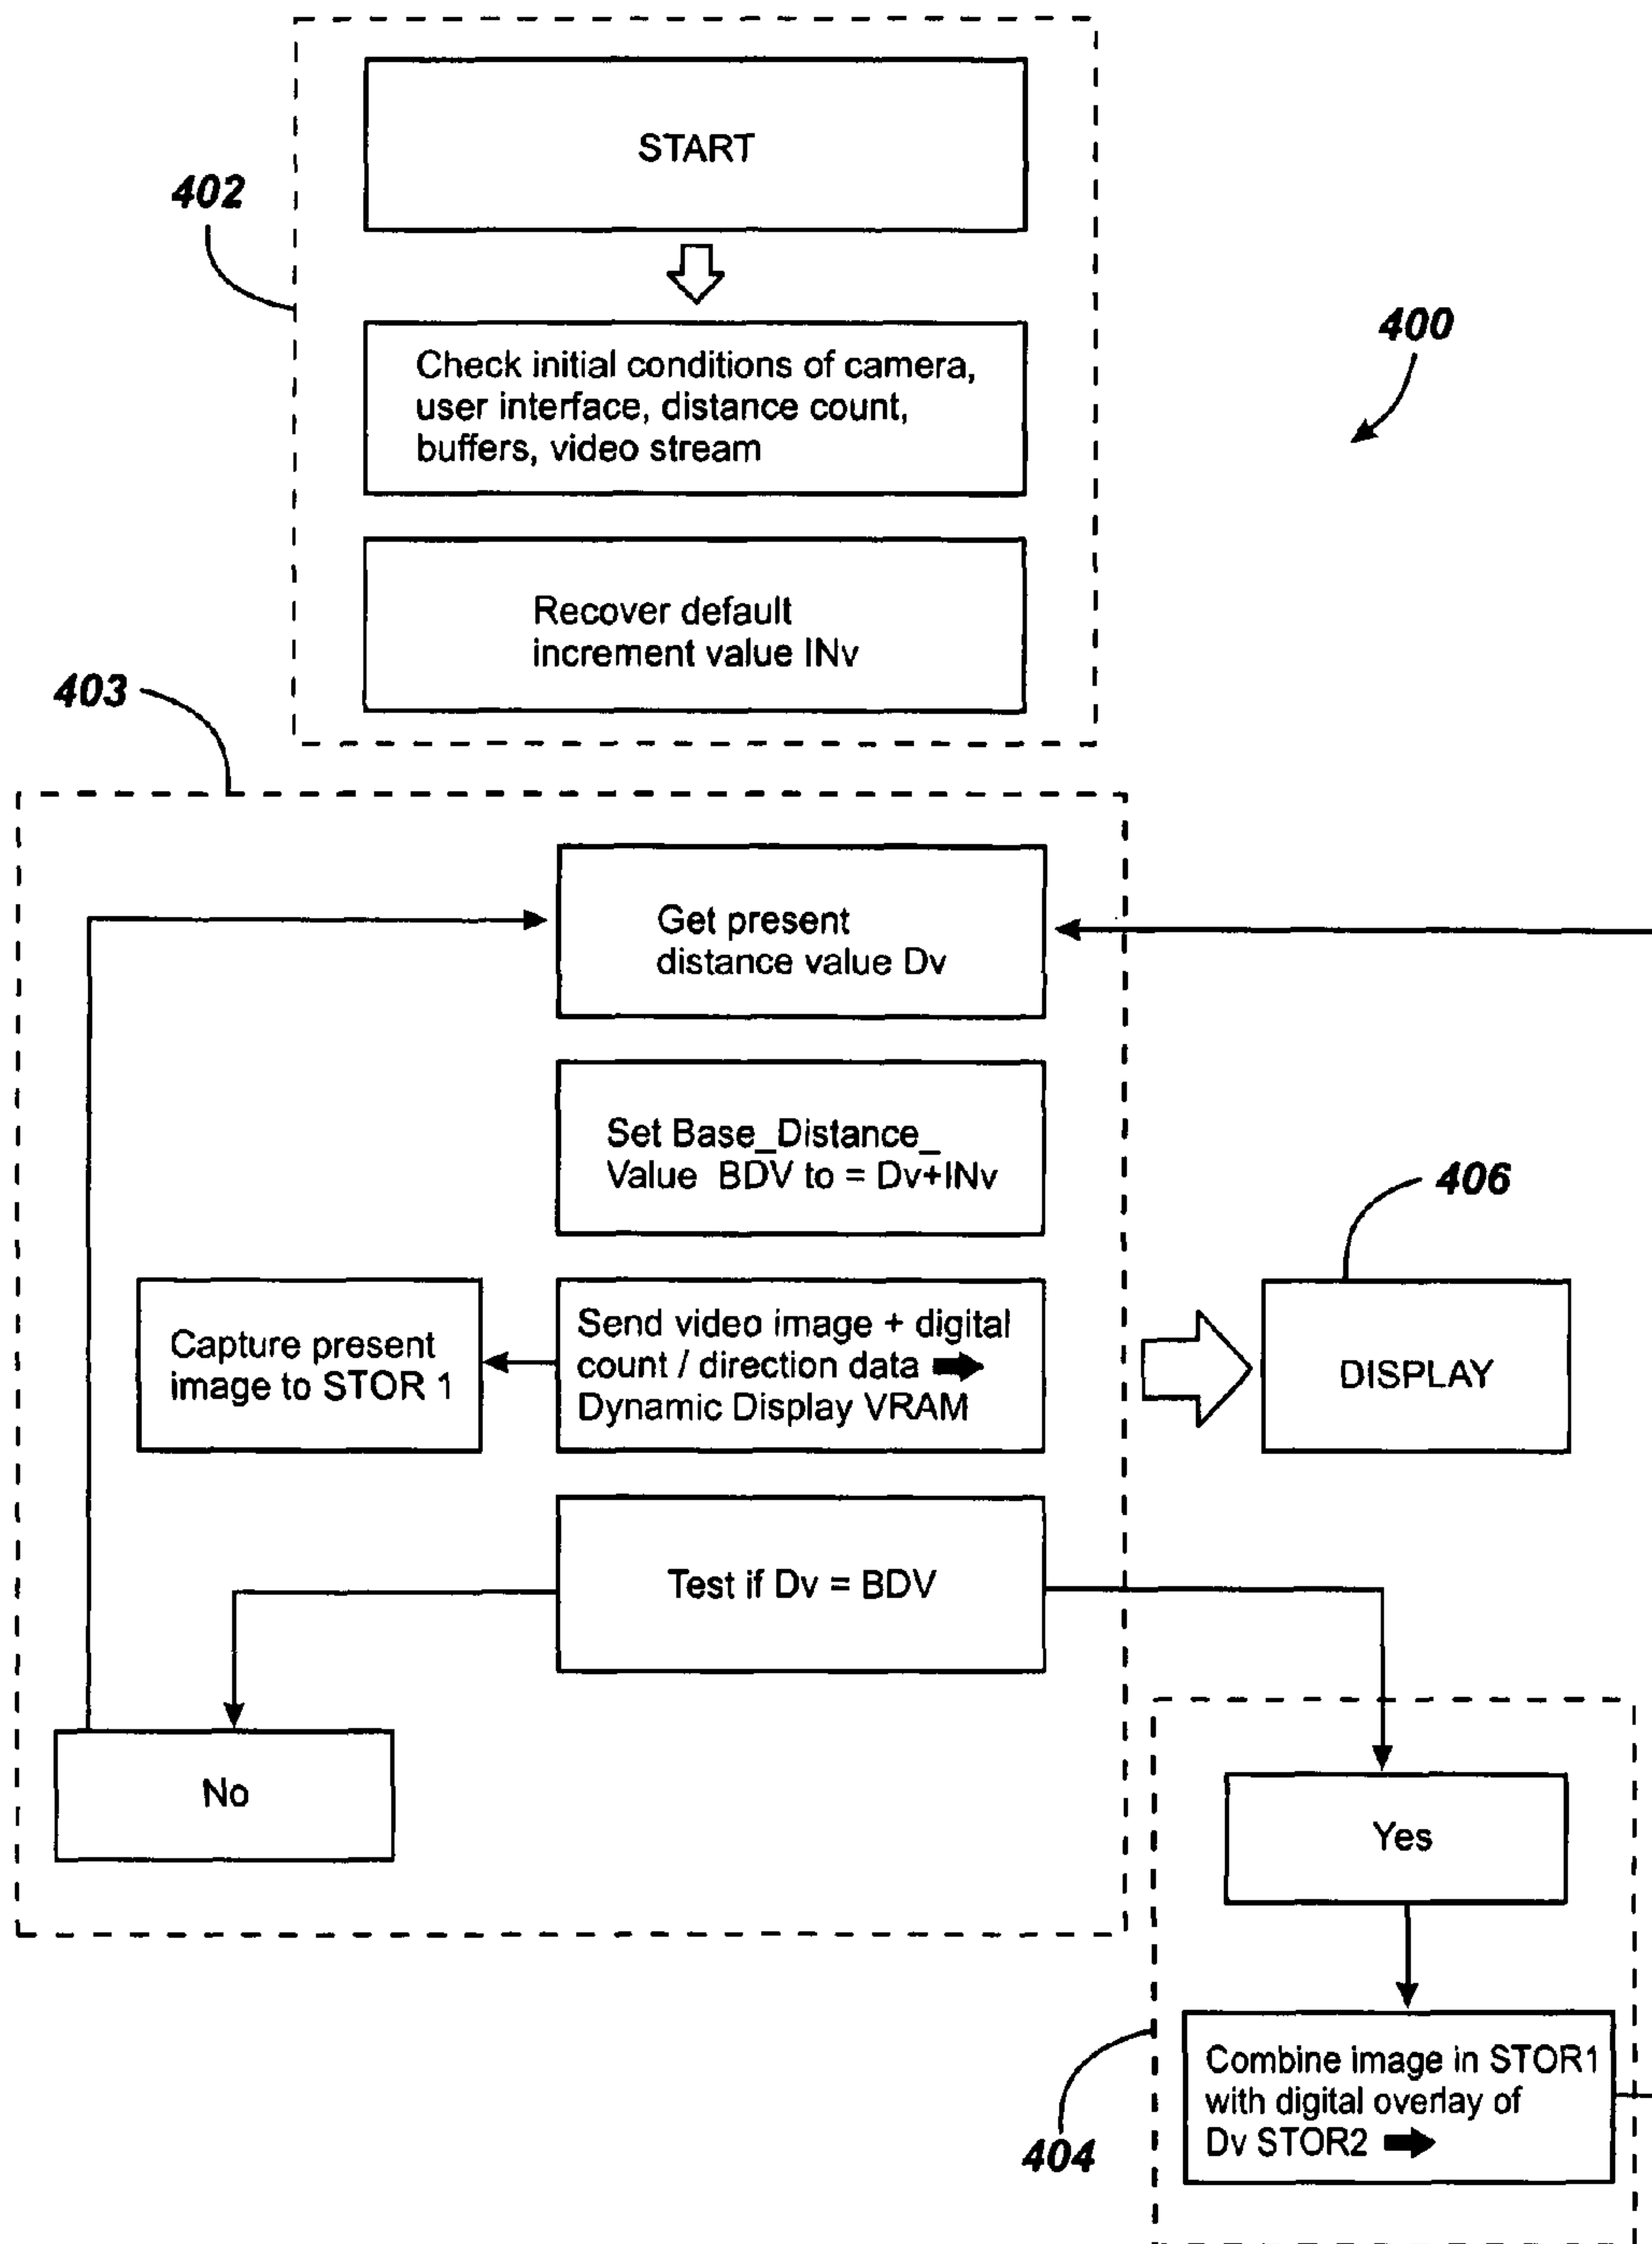 START
402
400
Check initial conditions of camera,
user interface, distance count,
buffers, video stream
Recover default
increment value INv
403
Get present
distance value Dv
Set Base_Distance_
Value BDV to = Dv+INv
406
Capture present
image to STOR 1
Send video image + digital
count / direction data ➡
Dynamic Display VRAM
DISPLAY
Test if Dv = BDV
No
Yes
Combine image in STOR1
with digital overlay of
Dv STOR2 ➡
404